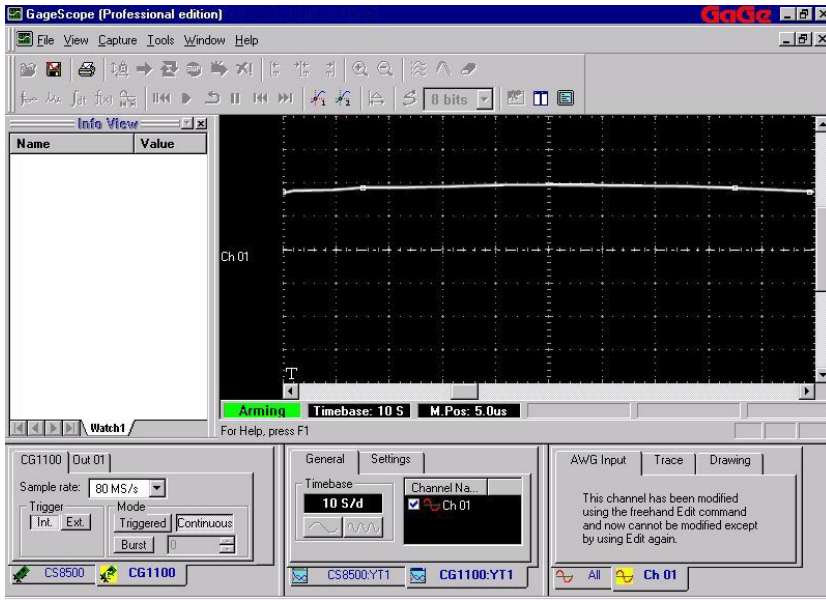 GageScope (Professional edition)
GaGe
File View Capture Tools Window Help
8 bits
Info View
Name Value
Ch 01
T
Watch1
Arming Timebase: 10 S M.Pos: 5.0us
For Help, press F1
CG1100 Out 01
Sample rate: 80 MS/s
Trigger
Int. Ext.
Mode
Triggered Continuous
Burst 0
CS8500 CG1100
General Settings
Timebase
10 S/d
Channel Na...
Ch 01
CS8500:YT1 CG1100:YT1
AWG Input Trace Drawing
This channel has been modified
using the freehand Edit command
and now cannot be modified except
by using Edit again.
All Ch 01